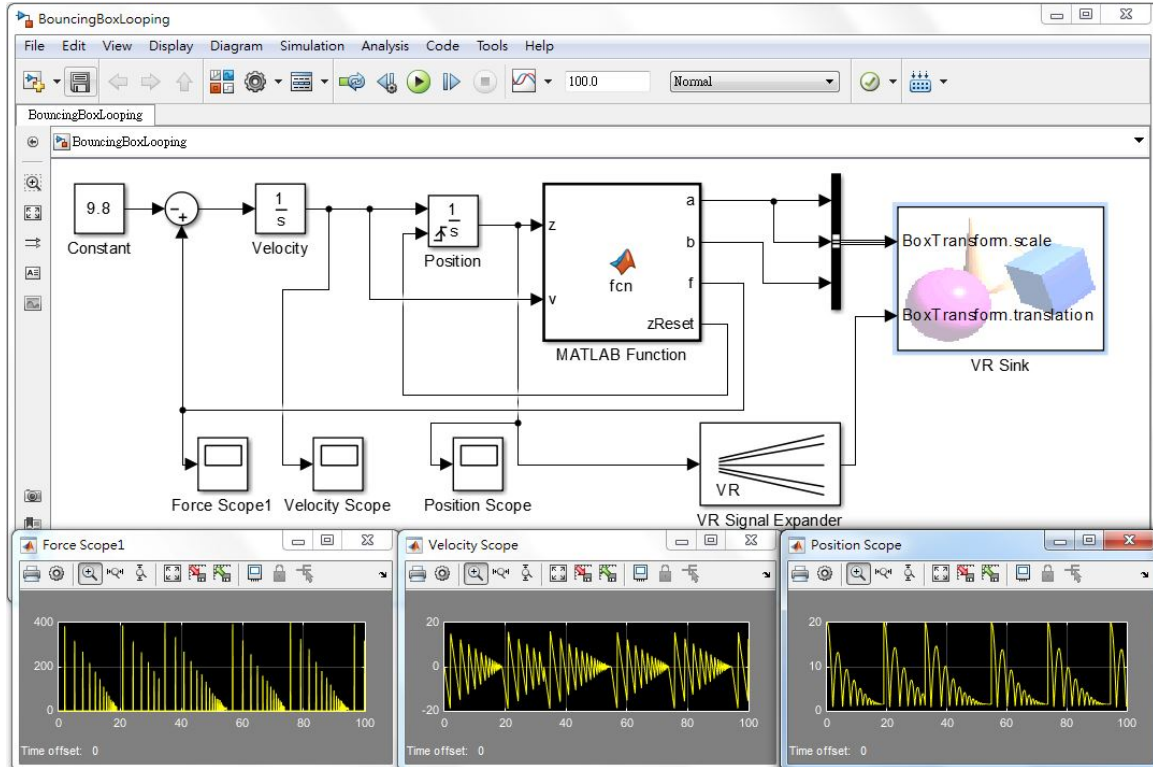 BouncingBoxLooping
File Edit View Display Diagram Simulation Analysis Code Tools Help
100.0 Normal
BouncingBoxLooping
BouncingBoxLooping
9.8
Constant
- +
1
s
Velocity
1
s
Position
z
v
fcn
a
b
f
zReset
MATLAB Function
BoxTransform.scale
BoxTransform.translation
VR Sink
Force Scope1 Velocity Scope Position Scope
VR
VR Signal Expander
Force Scope1
400
200
0
0 20 40 60 80 100
Time offset: 0
Velocity Scope
20
0
-20
0 20 40 60 80 100
Time offset: 0
Position Scope
20
10
0
0 20 40 60 80 100
Time offset: 0